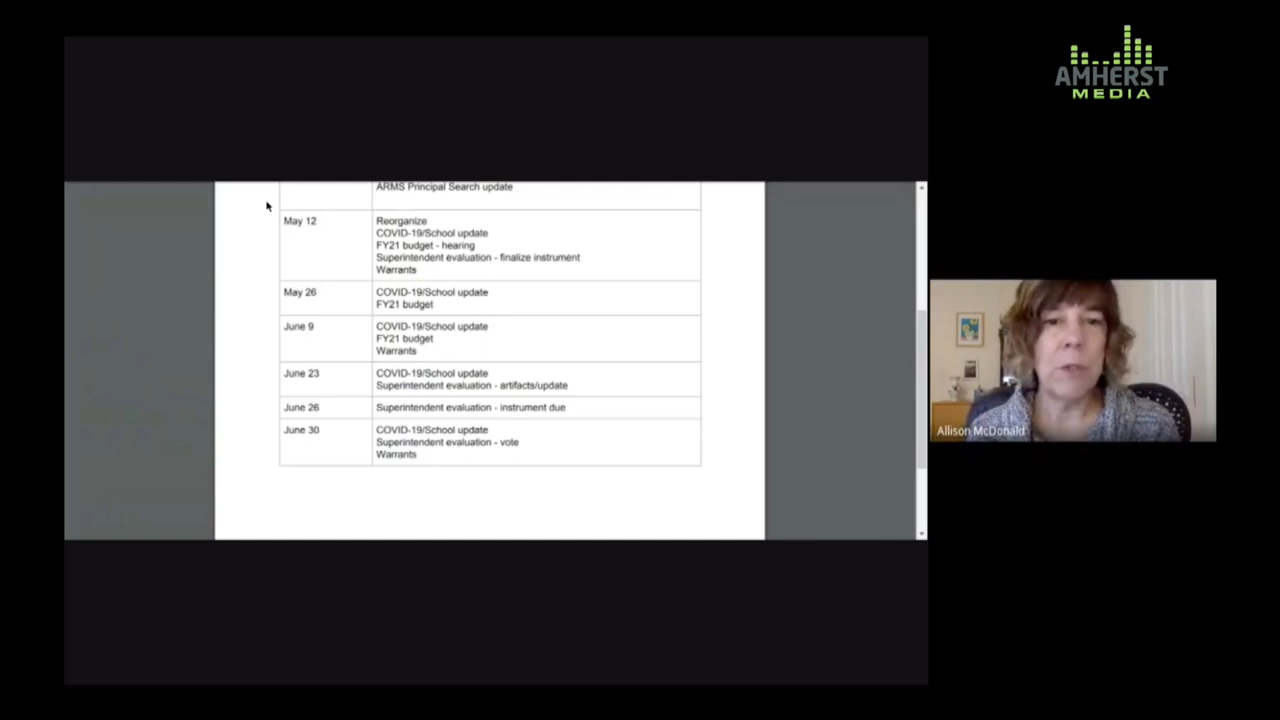 AMHERST
MEDIA
ARMS Principal Search update
May 12
Reorganize
COVID-19/School update
FY21 budget - hearing
Superintendent evaluation - finalize instrument
Warrants
May 26
COVID-19/School update
FY21 budget
June 9
COVID-19/School update
FY21 budget
Warrants
June 23
COVID-19/School update
Superintendent evaluation - artifacts/update
June 26
Superintendent evaluation - instrument due
June 30
COVID-19/School update
Superintendent evaluation - vote
Warrants
Allison McDonald